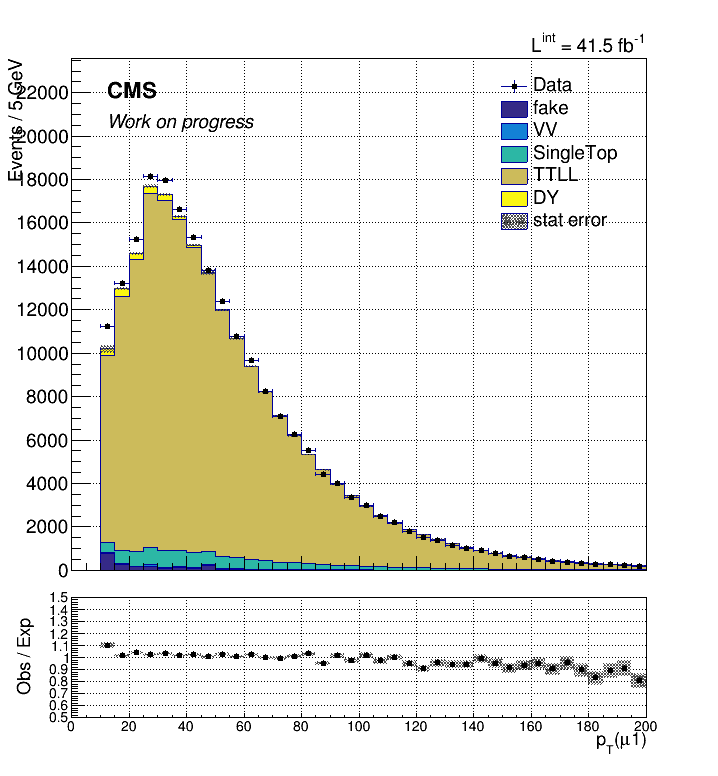 L^int = 41.5 fb^-1
Events / 5 GeV
CMS
Work on progress
Data
fake
VV
SingleTop
TTLL
DY
stat error
22000
20000
18000
16000
14000
12000
10000
8000
6000
4000
2000
0
Obs / Exp
1.5
1.4
1.3
1.2
1.1
1
0.9
0.8
0.7
0.6
0.5
0 20 40 60 80 100 120 140 160 180 200
p_T(μ1)